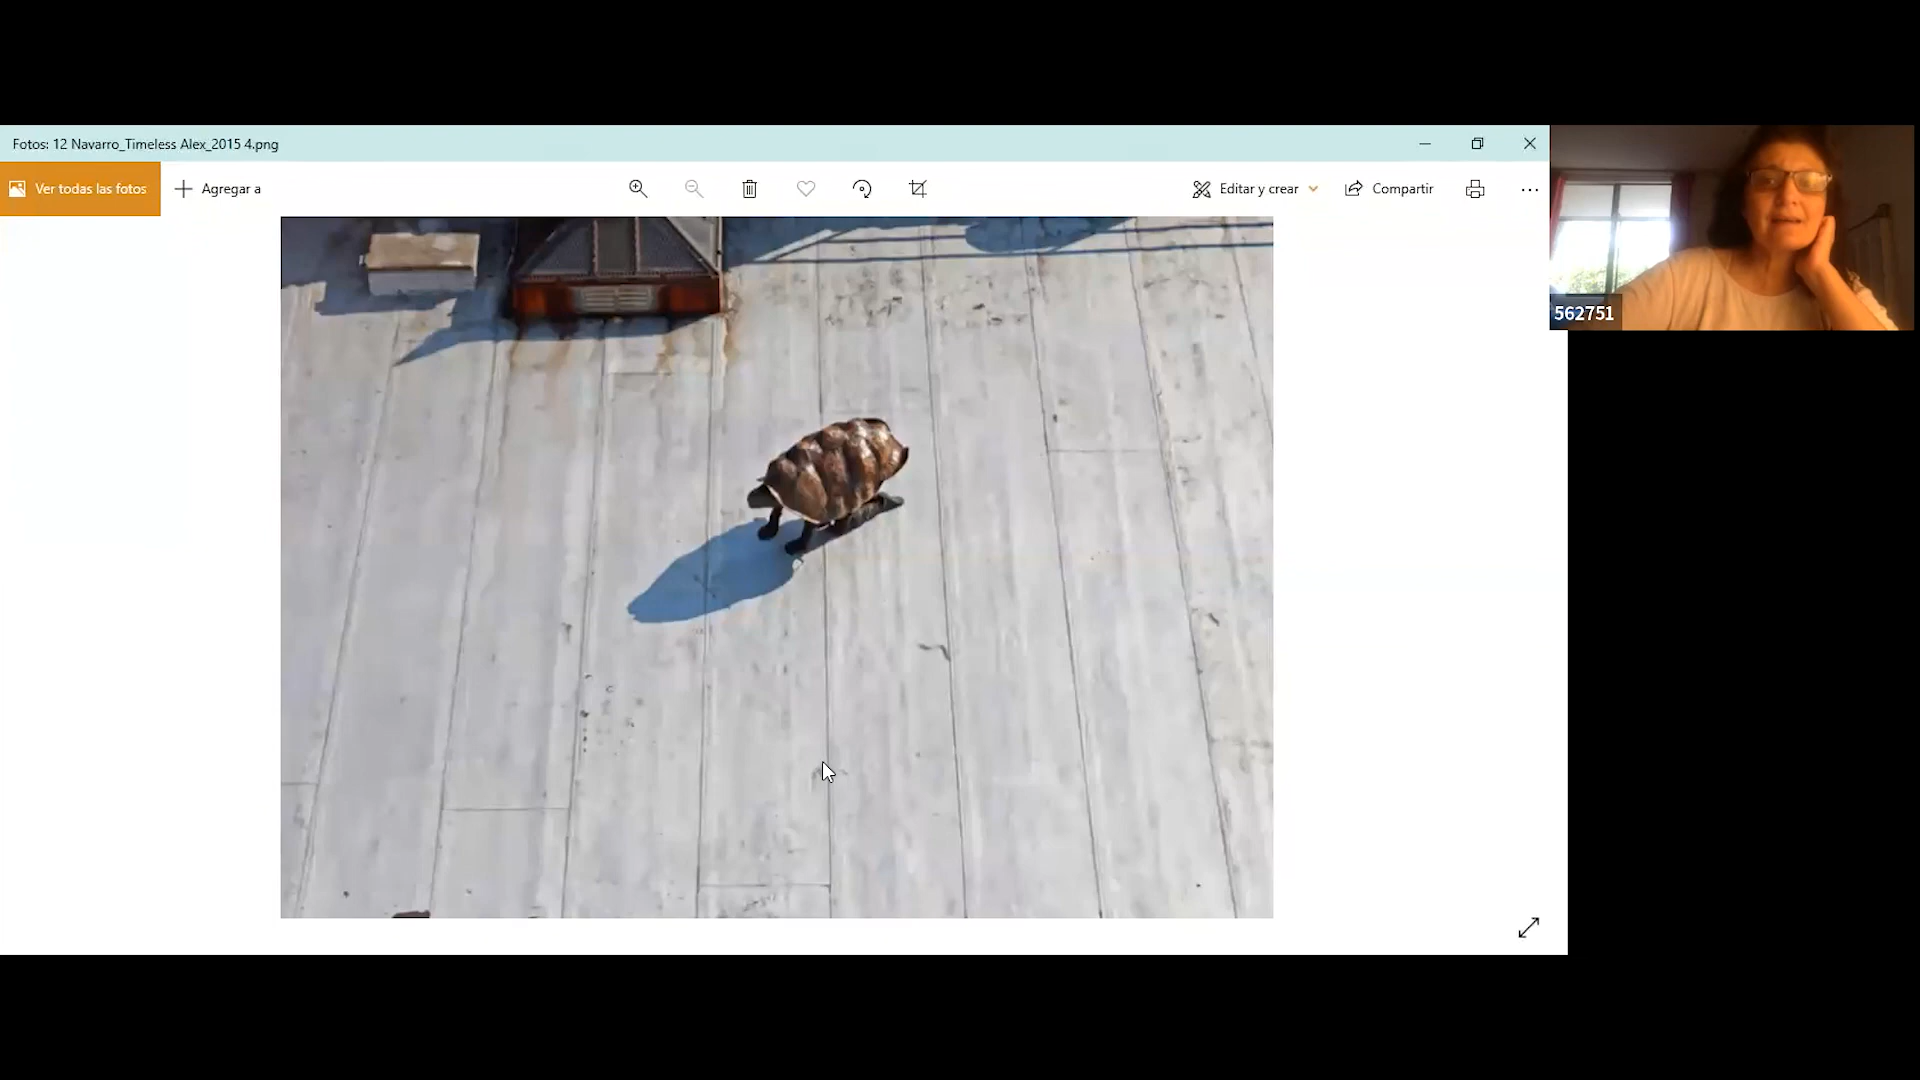 Fotos: 12 Navarro_Timeless Alex_2015 4.png
Ver todas las fotos
Agregar a
Editar y crear
Compartir
562751